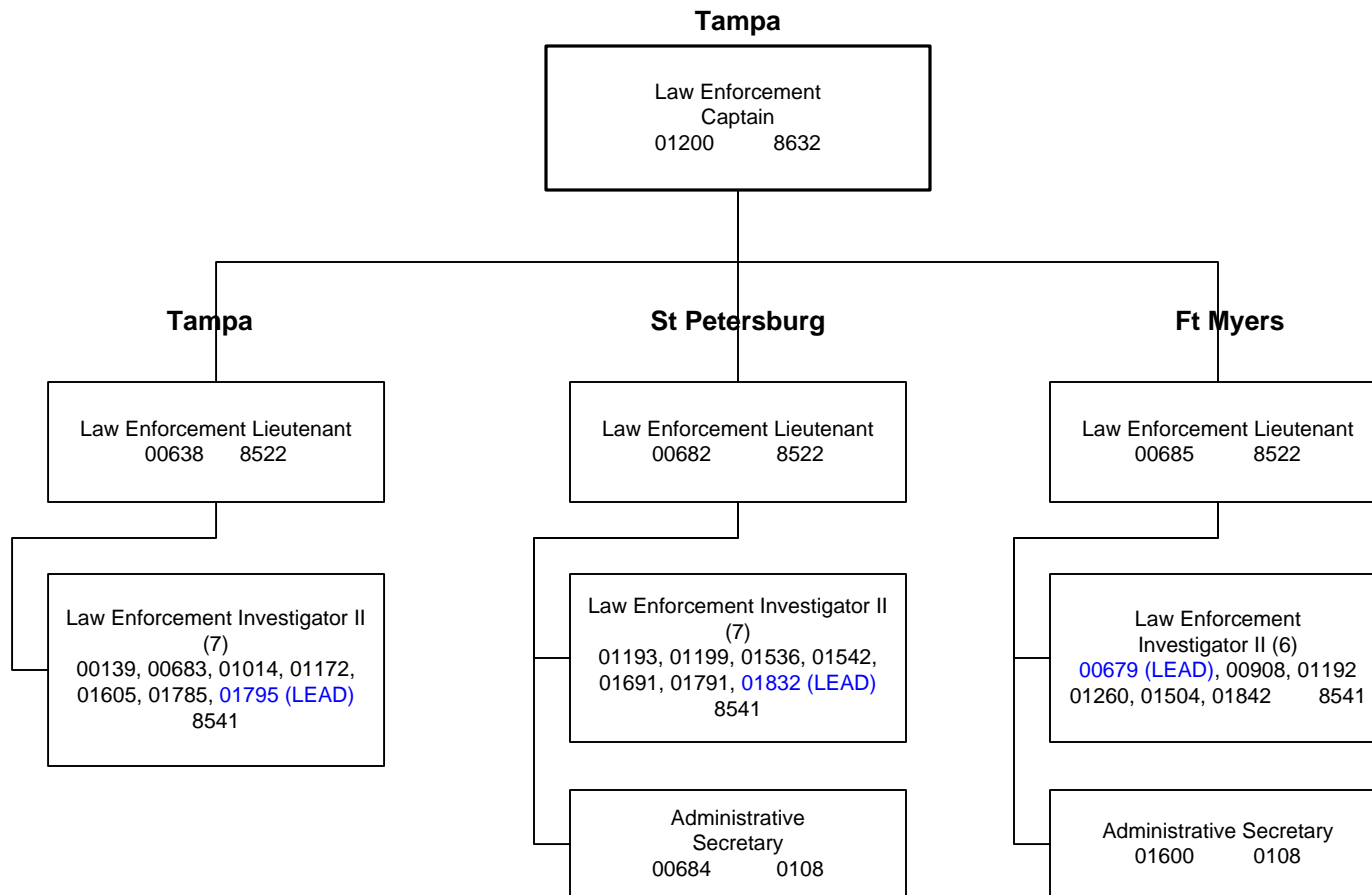 Tampa
Law Enforcement
Captain
01200 8632
Tampa
St Petersburg
Ft Myers
Law Enforcement Lieutenant
00638 8522
Law Enforcement Lieutenant
00682 8522
Law Enforcement Lieutenant
00685 8522
Law Enforcement Investigator II
(7)
00139, 00683, 01014, 01172,
01605, 01785, 01795 (LEAD)
8541
Law Enforcement Investigator II
(7)
01193, 01199, 01536, 01542,
01691, 01791, 01832 (LEAD)
8541
Law Enforcement
Investigator II (6)
00679 (LEAD), 00908, 01192
01260, 01504, 01842 8541
Administrative
Secretary
00684 0108
Administrative Secretary
01600 0108